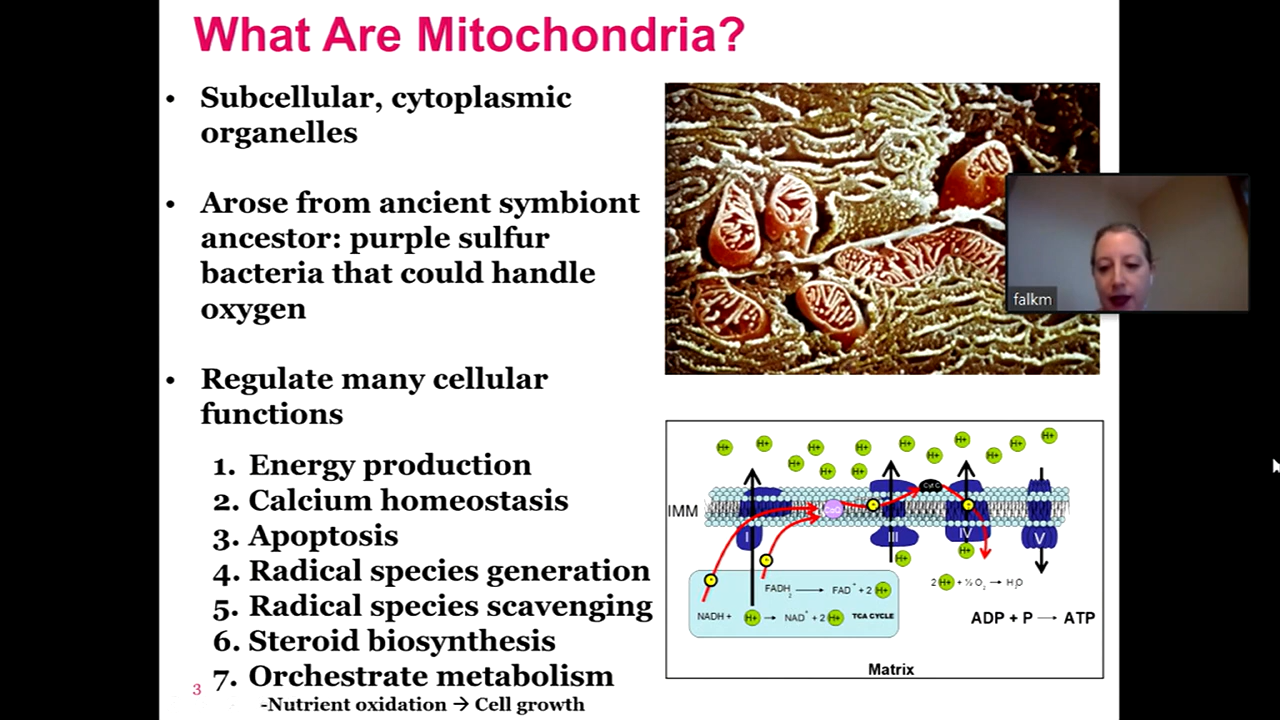 What Are Mitochondria?
• Subcellular, cytoplasmic
organelles
• Arose from ancient symbiont
ancestor: purple sulfur
bacteria that could handle
oxygen
• Regulate many cellular
functions
1. Energy production
2. Calcium homeostasis
3. Apoptosis
4. Radical species generation
5. Radical species scavenging
6. Steroid biosynthesis
7. Orchestrate metabolism
-Nutrient oxidation → Cell growth
3
falkm
H+ H+ H+ H+ H+ H+ H+ H+ H+ H+ H+ H+ H+ H+
IMM
CoQ
Cyt C
I
III
IV
V
H+ H+
FADH2 → FAD+ + 2 H+
NADH + H+ → NAD+ + 2 H+ TCA CYCLE
2 H+ + ½ O2 → H2O
ADP + P → ATP
Matrix